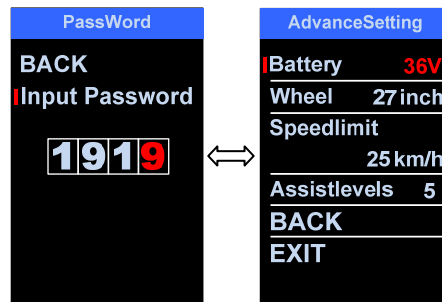 PassWord
BACK
Input Password
1919
AdvanceSetting
Battery 36V
Wheel 27inch
Speedlimit
25km/h
Assistlevels 5
BACK
EXIT